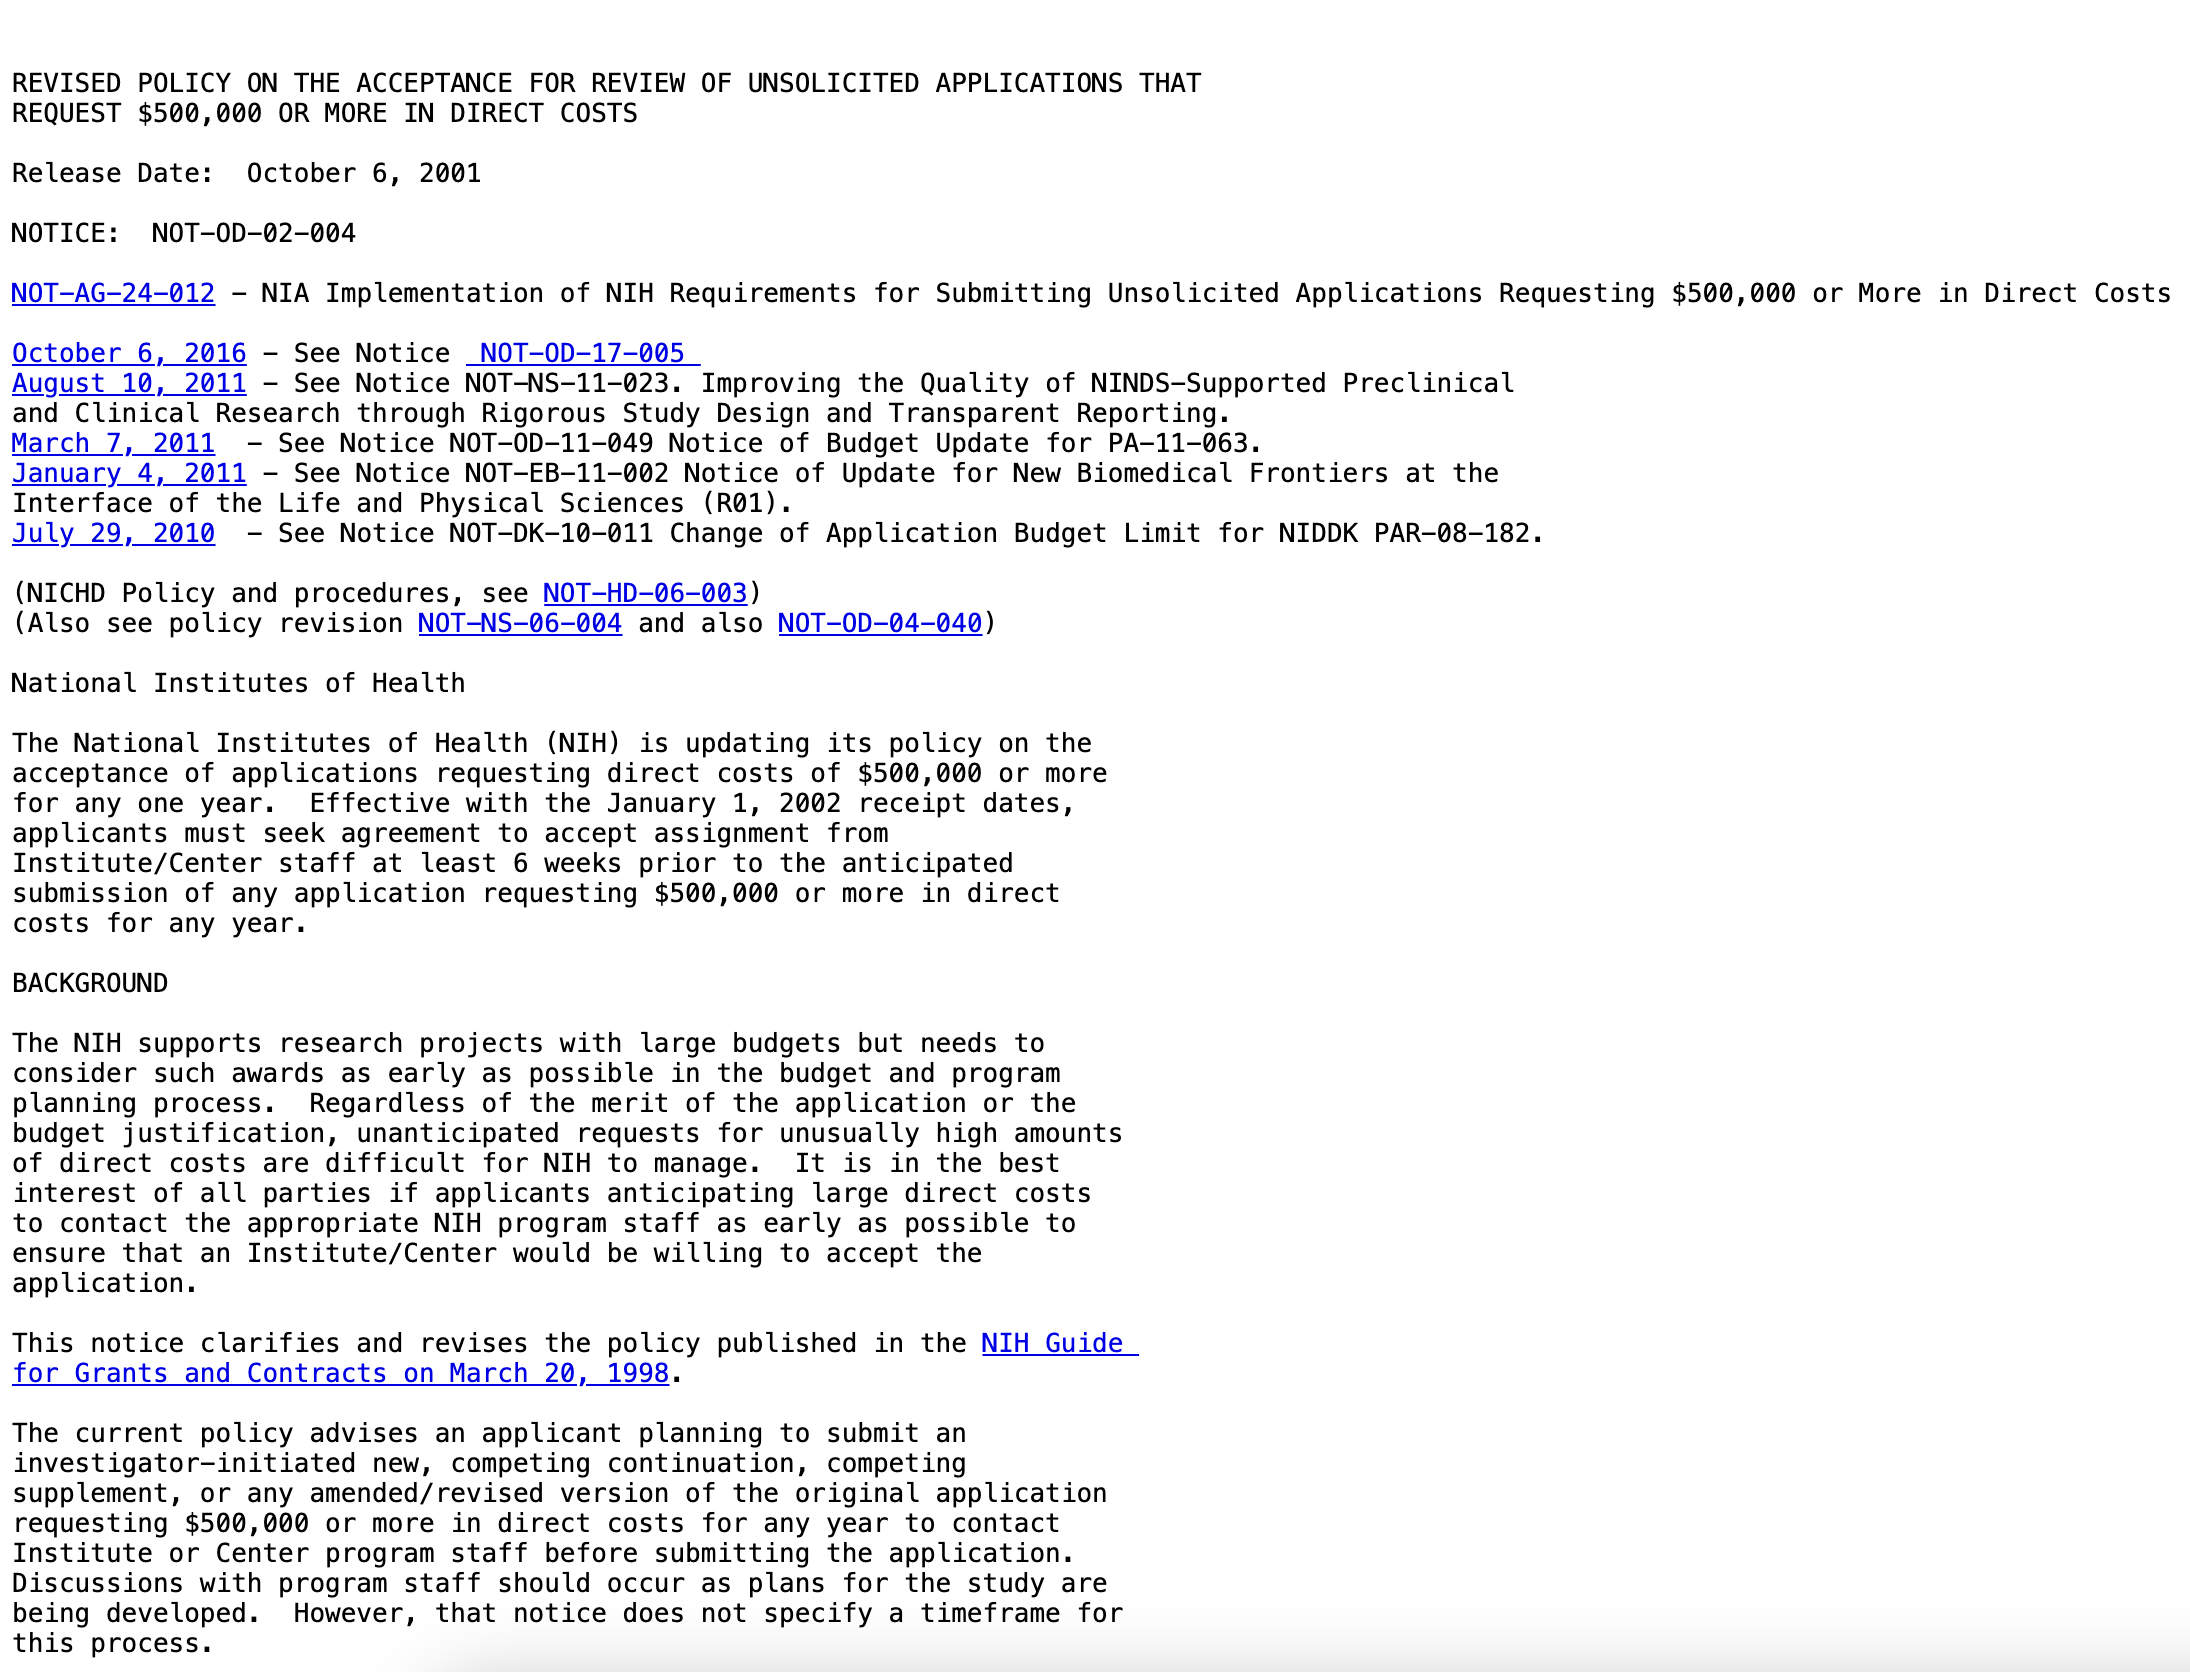 REVISED POLICY ON THE ACCEPTANCE FOR REVIEW OF UNSOLICITED APPLICATIONS THAT
REQUEST $500,000 OR MORE IN DIRECT COSTS
Release Date:  October 6, 2001
NOTICE:  NOT-OD-02-004
NOT-AG-24-012 - NIA Implementation of NIH Requirements for Submitting Unsolicited Applications Requesting $500,000 or More in Direct Costs
October 6, 2016 - See Notice  NOT-OD-17-005
August 10, 2011 - See Notice NOT-NS-11-023. Improving the Quality of NINDS-Supported Preclinical
and Clinical Research through Rigorous Study Design and Transparent Reporting.
March 7, 2011  - See Notice NOT-OD-11-049 Notice of Budget Update for PA-11-063.
January 4, 2011 - See Notice NOT-EB-11-002 Notice of Update for New Biomedical Frontiers at the
Interface of the Life and Physical Sciences (R01).
July 29, 2010  - See Notice NOT-DK-10-011 Change of Application Budget Limit for NIDDK PAR-08-182.
(NICHD Policy and procedures, see NOT-HD-06-003)
(Also see policy revision NOT-NS-06-004 and also NOT-OD-04-040)
National Institutes of Health
The National Institutes of Health (NIH) is updating its policy on the
acceptance of applications requesting direct costs of $500,000 or more
for any one year.  Effective with the January 1, 2002 receipt dates,
applicants must seek agreement to accept assignment from
Institute/Center staff at least 6 weeks prior to the anticipated
submission of any application requesting $500,000 or more in direct
costs for any year.
BACKGROUND
The NIH supports research projects with large budgets but needs to
consider such awards as early as possible in the budget and program
planning process.  Regardless of the merit of the application or the
budget justification, unanticipated requests for unusually high amounts
of direct costs are difficult for NIH to manage.  It is in the best
interest of all parties if applicants anticipating large direct costs
to contact the appropriate NIH program staff as early as possible to
ensure that an Institute/Center would be willing to accept the
application.
This notice clarifies and revises the policy published in the NIH Guide
for Grants and Contracts on March 20, 1998.
The current policy advises an applicant planning to submit an
investigator-initiated new, competing continuation, competing
supplement, or any amended/revised version of the original application
requesting $500,000 or more in direct costs for any year to contact
Institute or Center program staff before submitting the application.
Discussions with program staff should occur as plans for the study are
being developed.  However, that notice does not specify a timeframe for
this process.